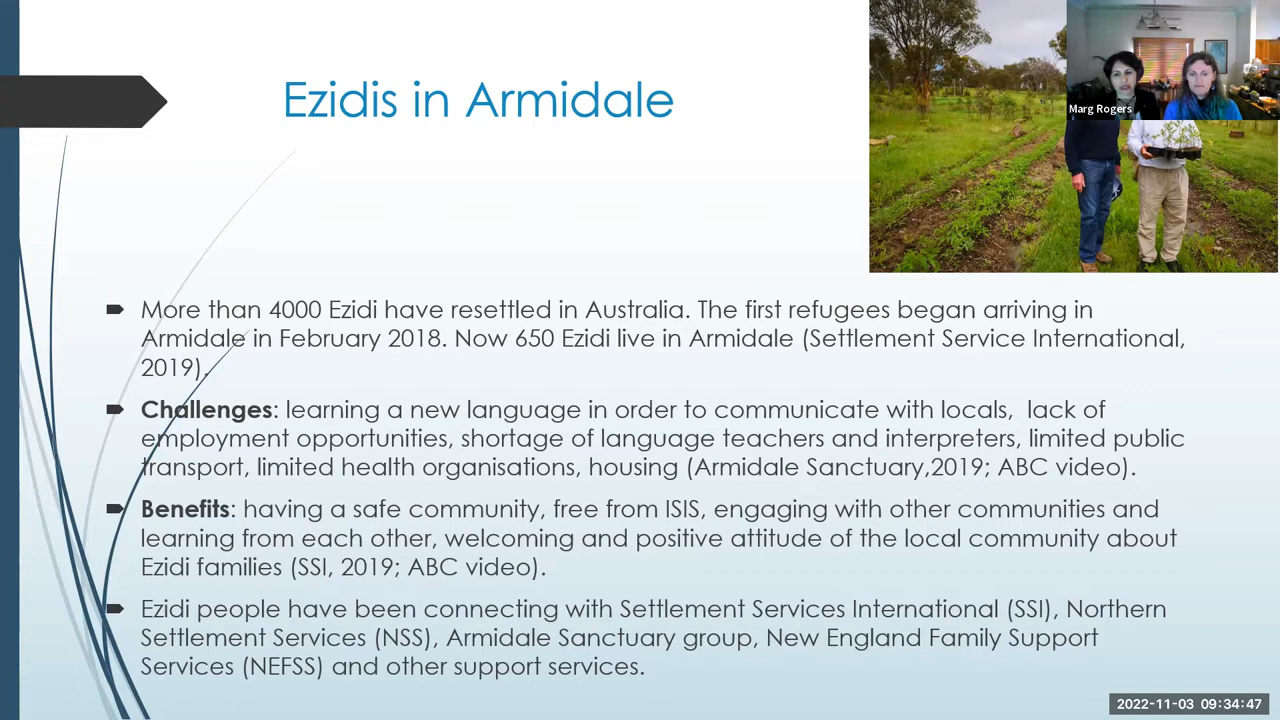 Ezidis in Armidale
Marg Rogers
More than 4000 Ezidi have resettled in Australia. The first refugees began arriving in
Armidale in February 2018. Now 650 Ezidi live in Armidale (Settlement Service International,
2019).
Challenges: learning a new language in order to communicate with locals,  lack of
employment opportunities, shortage of language teachers and interpreters, limited public
transport, limited health organisations, housing (Armidale Sanctuary,2019; ABC video).
Benefits: having a safe community, free from ISIS, engaging with other communities and
learning from each other, welcoming and positive attitude of the local community about
Ezidi families (SSI, 2019; ABC video).
Ezidi people have been connecting with Settlement Services International (SSI), Northern
Settlement Services (NSS), Armidale Sanctuary group, New England Family Support
Services (NEFSS) and other support services.
2022-11-03 09:34:47